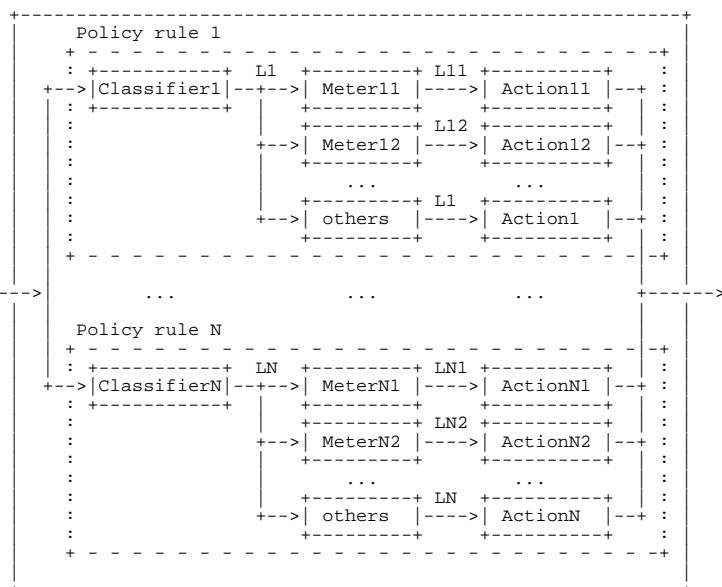 Policy rule 1
L1 L11
Classifier1 Meter11 Action11
L12
Meter12 Action12
... ...
L1
others Action1
... ... ...
Policy rule N
LN LN1
ClassifierN MeterN1 ActionN1
LN2
MeterN2 ActionN2
... ...
LN
others ActionN